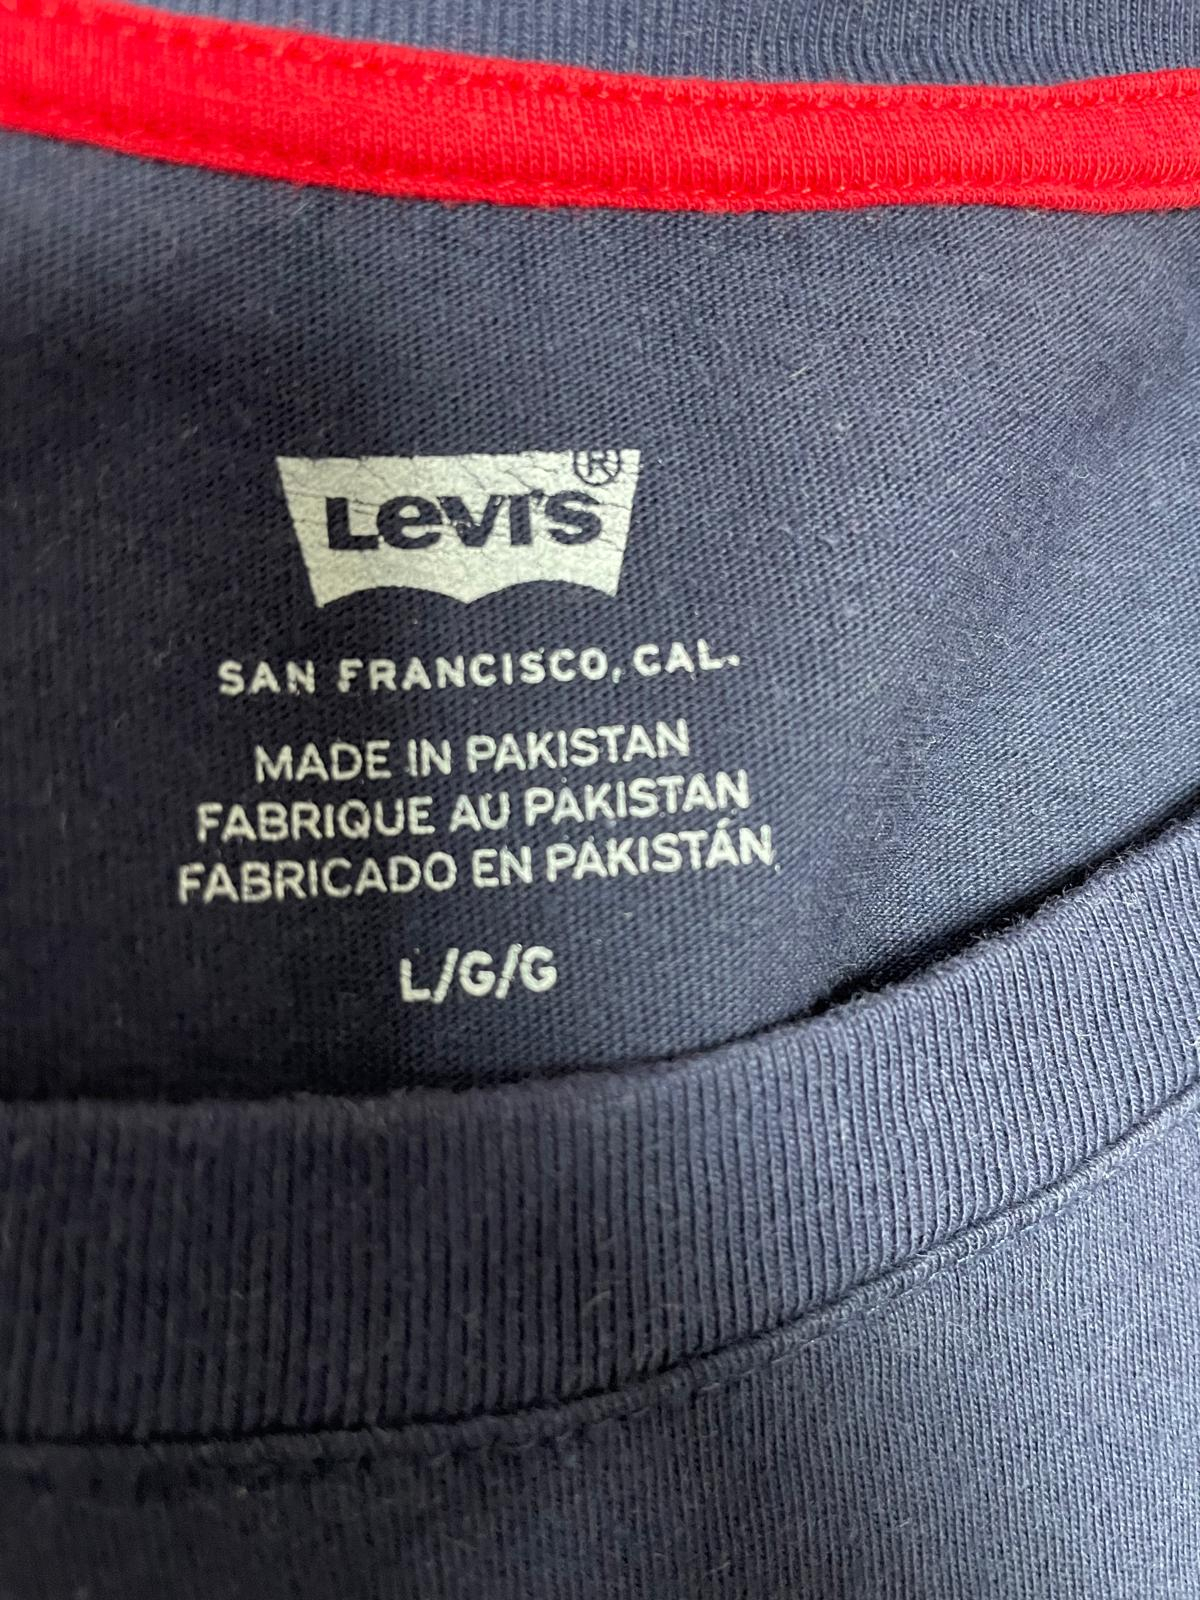 Levi's®
SAN FRANCISCO, CAL.
MADE IN PAKISTAN
FABRIQUE AU PAKISTAN
FABRICADO EN PAKISTÁN
L/G/G